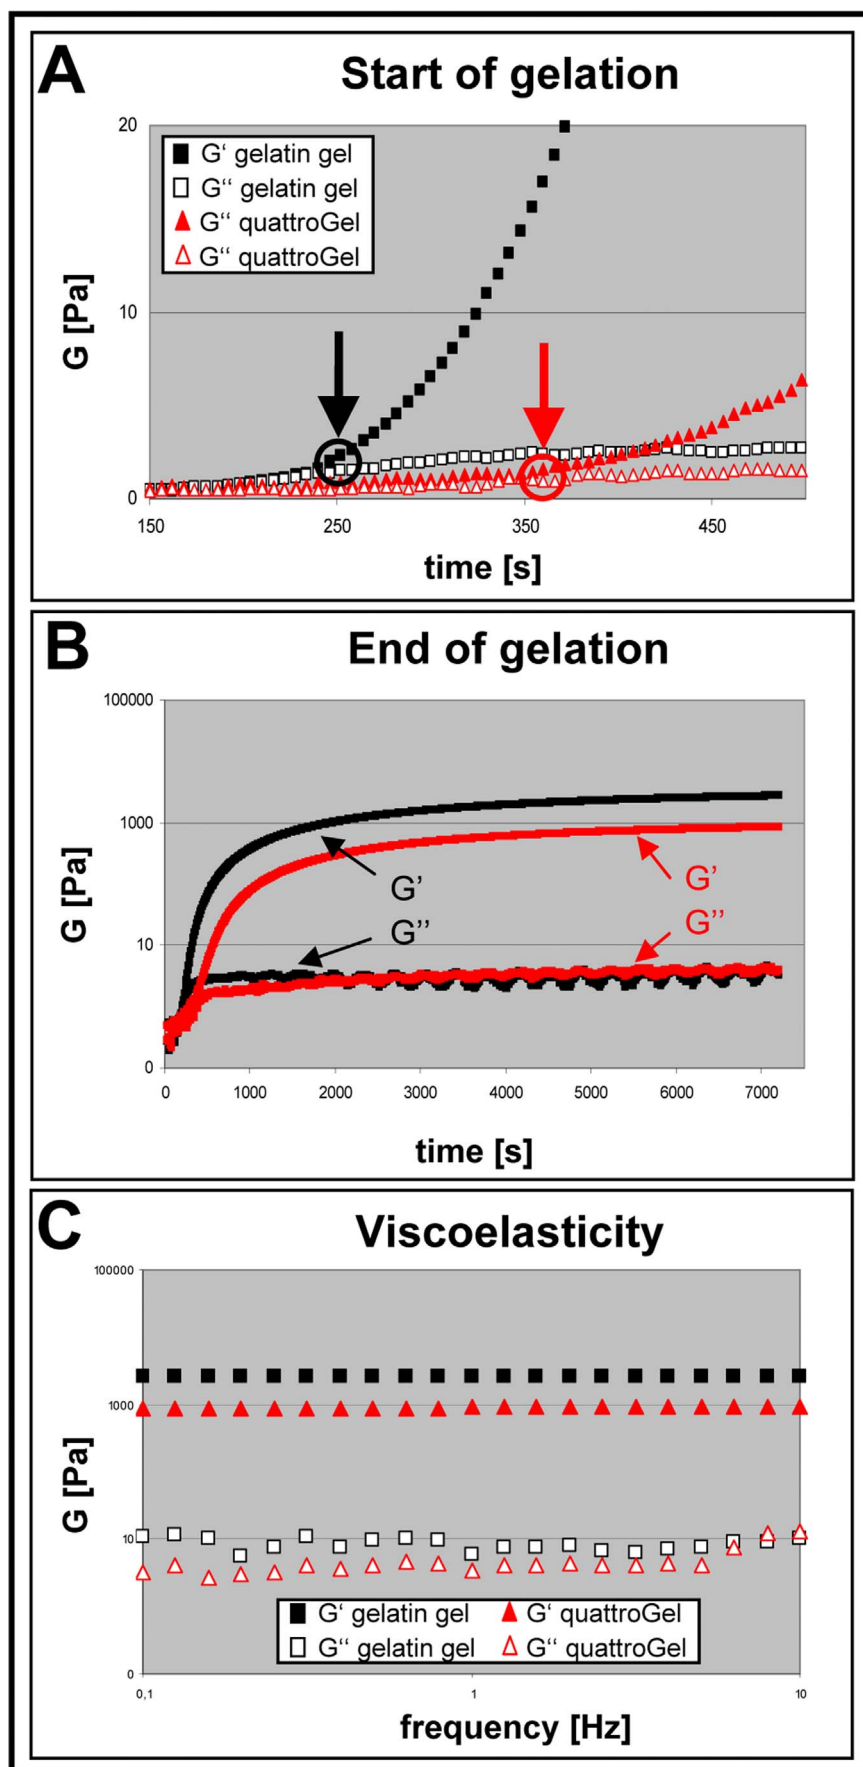 A
Start of gelation
G [Pa]
20
10
0
G‘ gelatin gel
G‘‘ gelatin gel
G‘‘ quattroGel
G‘‘ quattroGel
150 250 350 450
time [s]
B
End of gelation
G [Pa]
100000
1000
10
0
G’
G’
G’’
G’’
0 1000 2000 3000 4000 5000 6000 7000
time [s]
C
Viscoelasticity
G [Pa]
100000
1000
10
0
G‘ gelatin gel G‘ quattroGel
G‘‘ gelatin gel G‘‘ quattroGel
0,1 1 10
frequency [Hz]